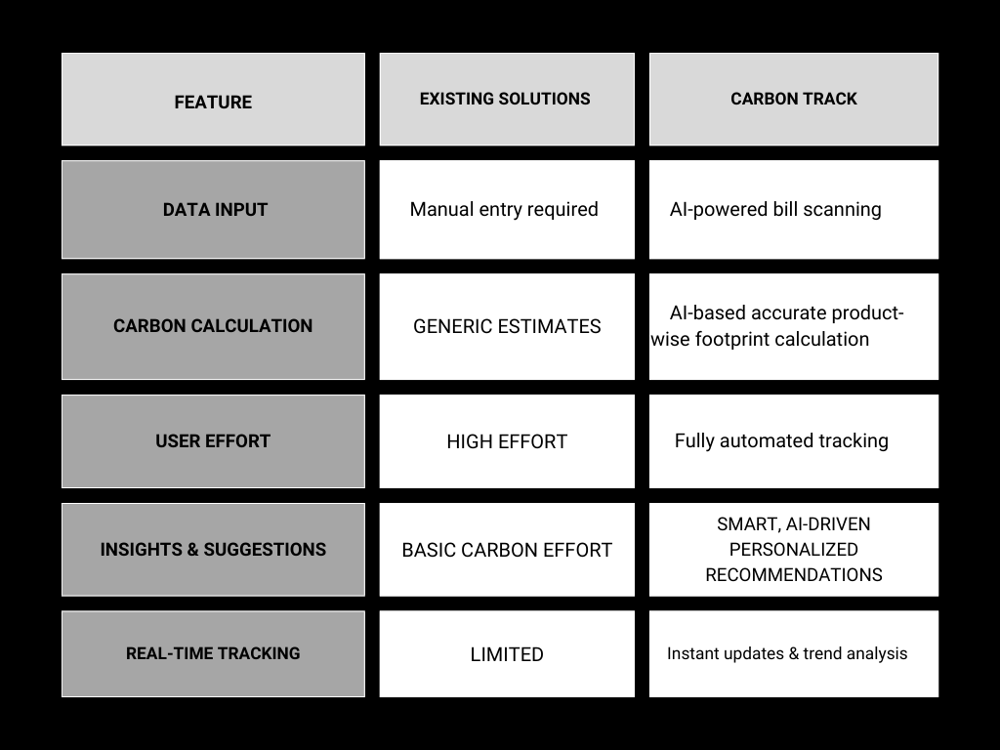 FEATURE
EXISTING SOLUTIONS
CARBON TRACK
DATA INPUT
Manual entry required
AI-powered bill scanning
CARBON CALCULATION
GENERIC ESTIMATES
AI-based accurate product-
wise footprint calculation
USER EFFORT
HIGH EFFORT
Fully automated tracking
INSIGHTS & SUGGESTIONS
BASIC CARBON EFFORT
SMART, AI-DRIVEN
PERSONALIZED
RECOMMENDATIONS
REAL-TIME TRACKING
LIMITED
Instant updates & trend analysis